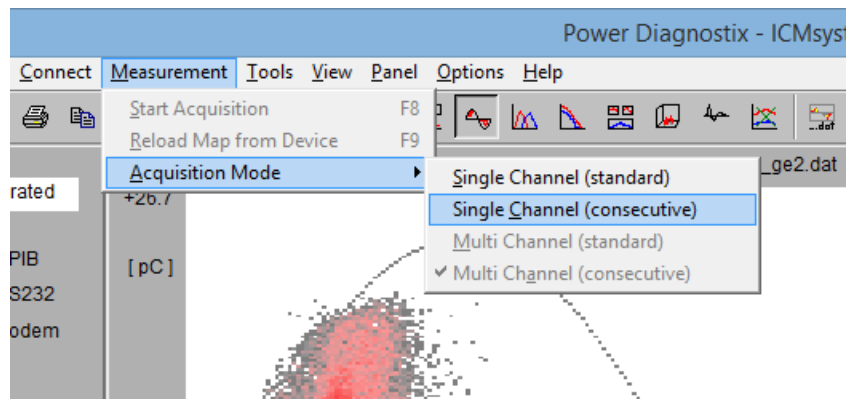 Power Diagnostix - ICMsys
Connect Measurement Tools View Panel Options Help
Start Acquisition F8
Reload Map from Device F9
Acquisition Mode
Single Channel (standard)
Single Channel (consecutive)
Multi Channel (standard)
Multi Channel (consecutive)
...dat
_ge2.dat
rated
+26.7
PIB
[ pC ]
S232
odem